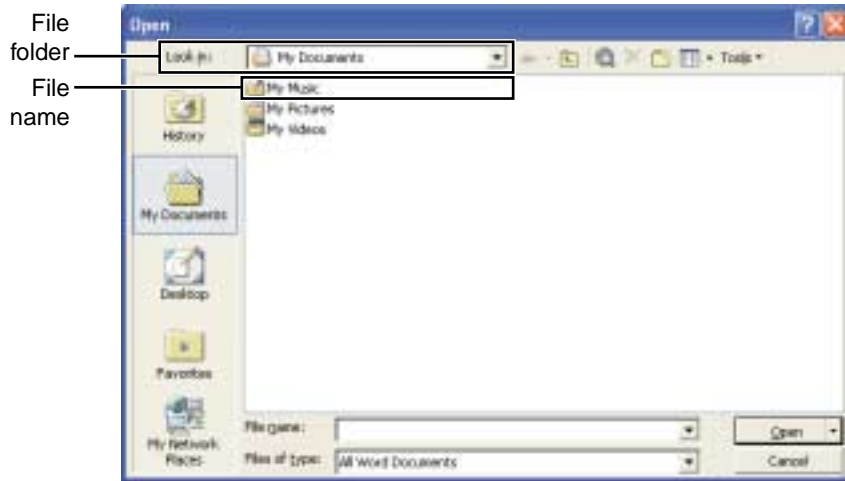 File folder
File name
Open
Look in:
My Documents
Tools
My Music
My Pictures
My Videos
History
My Documents
Desktop
Favorites
My Network Places
File name:
Open
Files of type:
All Word Documents
Cancel